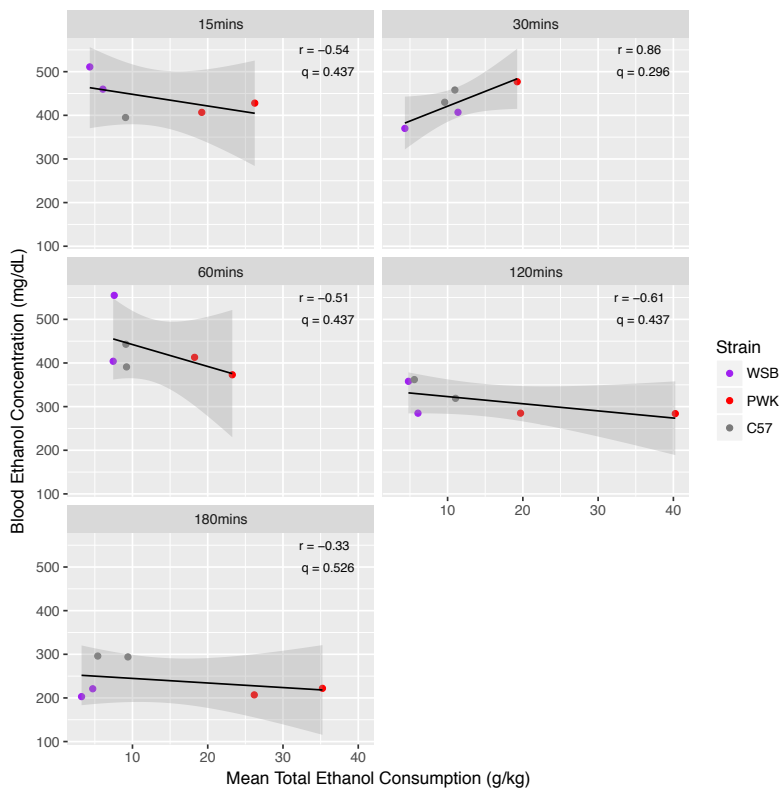 15mins
r = −0.54
q = 0.437
500
400
300
200
100
30mins
r = 0.86
q = 0.296
60mins
r = −0.51
q = 0.437
500
400
300
200
100
120mins
r = −0.61
q = 0.437
10 20 30 40
180mins
r = −0.33
q = 0.526
500
400
300
200
100
10 20 30 40
Blood Ethanol Concentration (mg/dL)
Mean Total Ethanol Consumption (g/kg)
Strain
WSB
PWK
C57